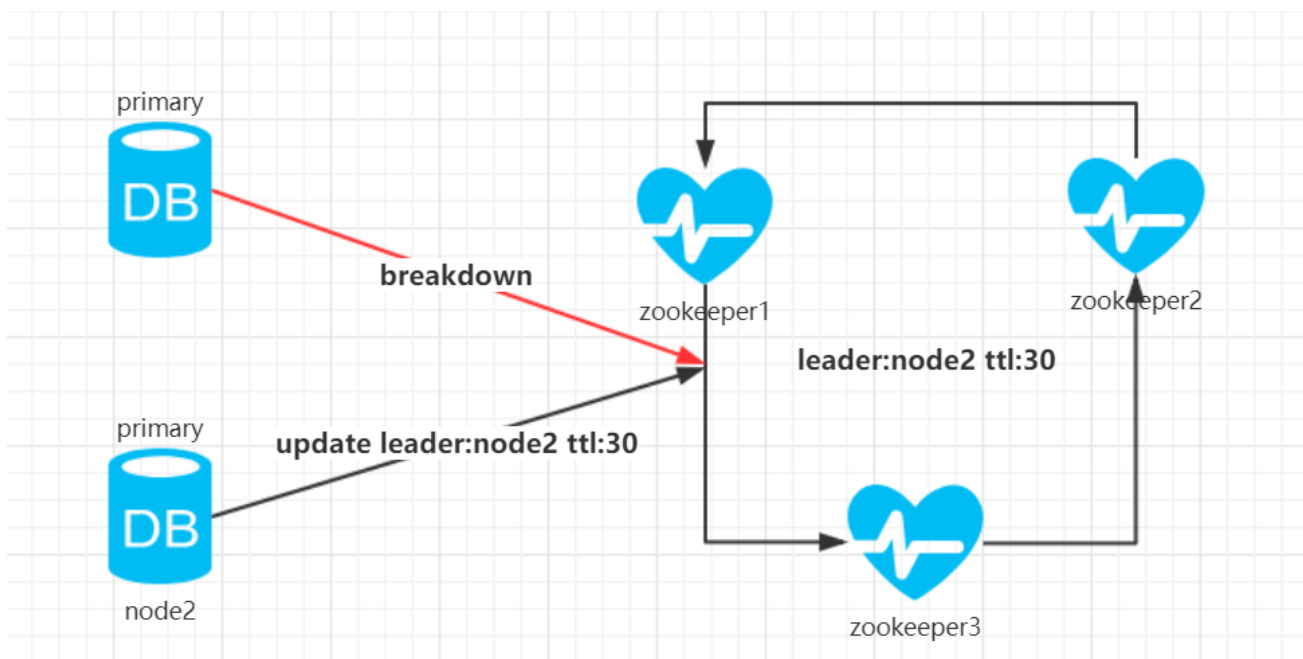 primary
DB
breakdown
zookeeper1
zookeeper2
leader:node2 ttl:30
primary
update leader:node2 ttl:30
DB
node2
zookeeper3